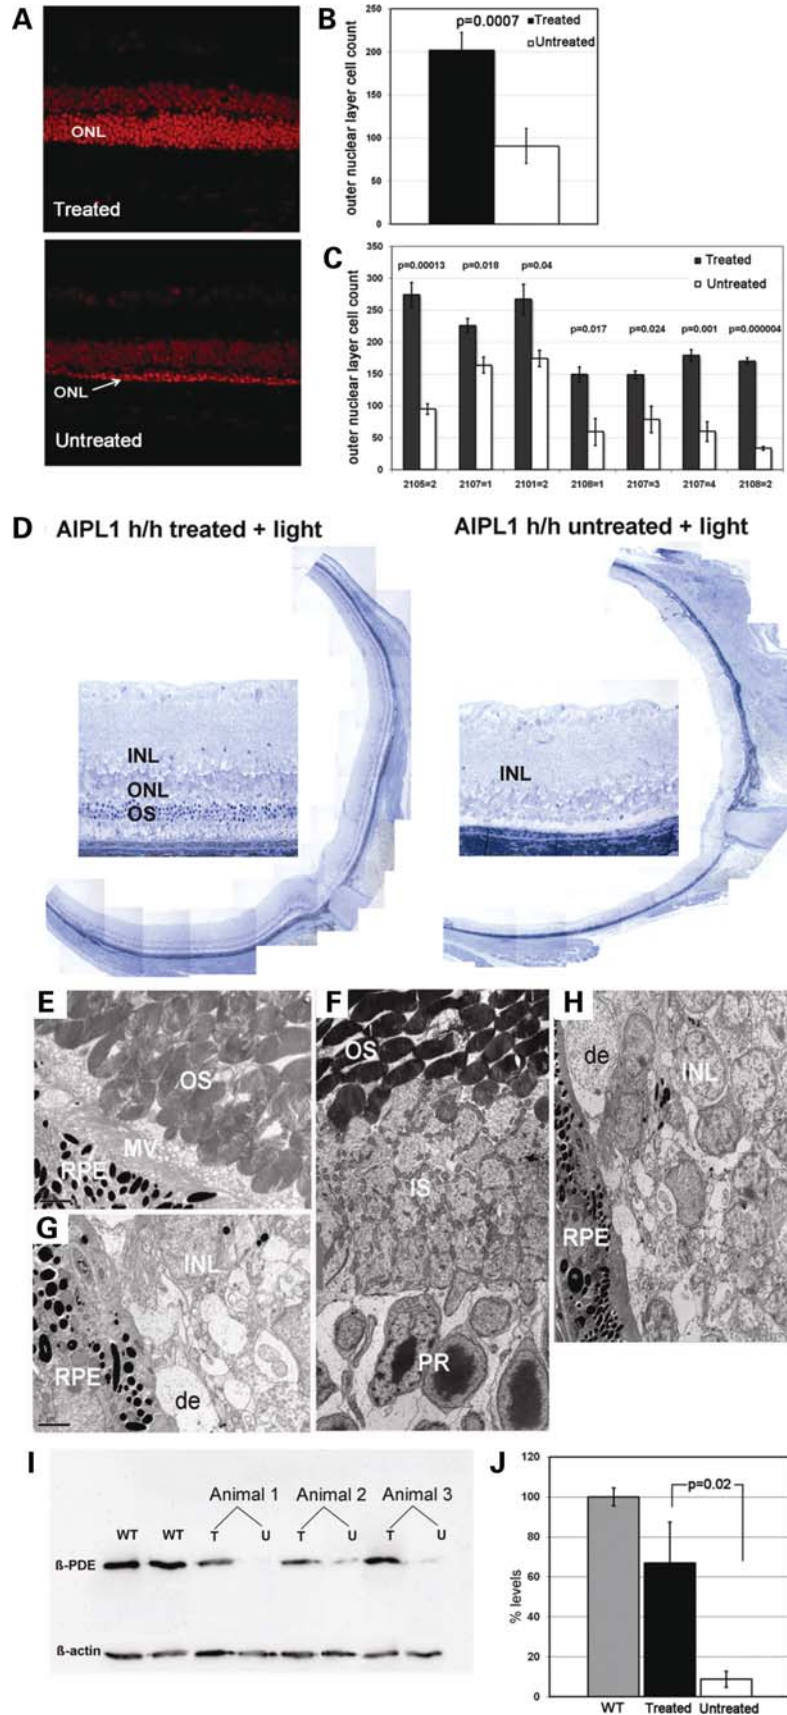 A
ONL
Treated
ONL
Untreated
B
p=0.0007
Treated
Untreated
outer nuclear layer cell count
250
200
150
100
50
0
C
Treated
Untreated
outer nuclear layer cell count
350
300
250
200
150
100
50
0
p=0.00013 p=0.018 p=0.04 p=0.017 p=0.024 p=0.001 p=0.000004
2105=2 2107=1 2101=2 2108=1 2107=3 2107=4 2108=2
D
AIPL1 h/h treated + light
AIPL1 h/h untreated + light
INL
ONL
OS
INL
E
OS
MV
RPE
F
OS
IS
PR
G
INL
RPE
de
H
de
INL
RPE
I
Animal 1 Animal 2 Animal 3
WT WT T U T U T U
ß-PDE
ß-actin
J
p=0.02
% levels
120
100
80
60
40
20
0
WT Treated Untreated